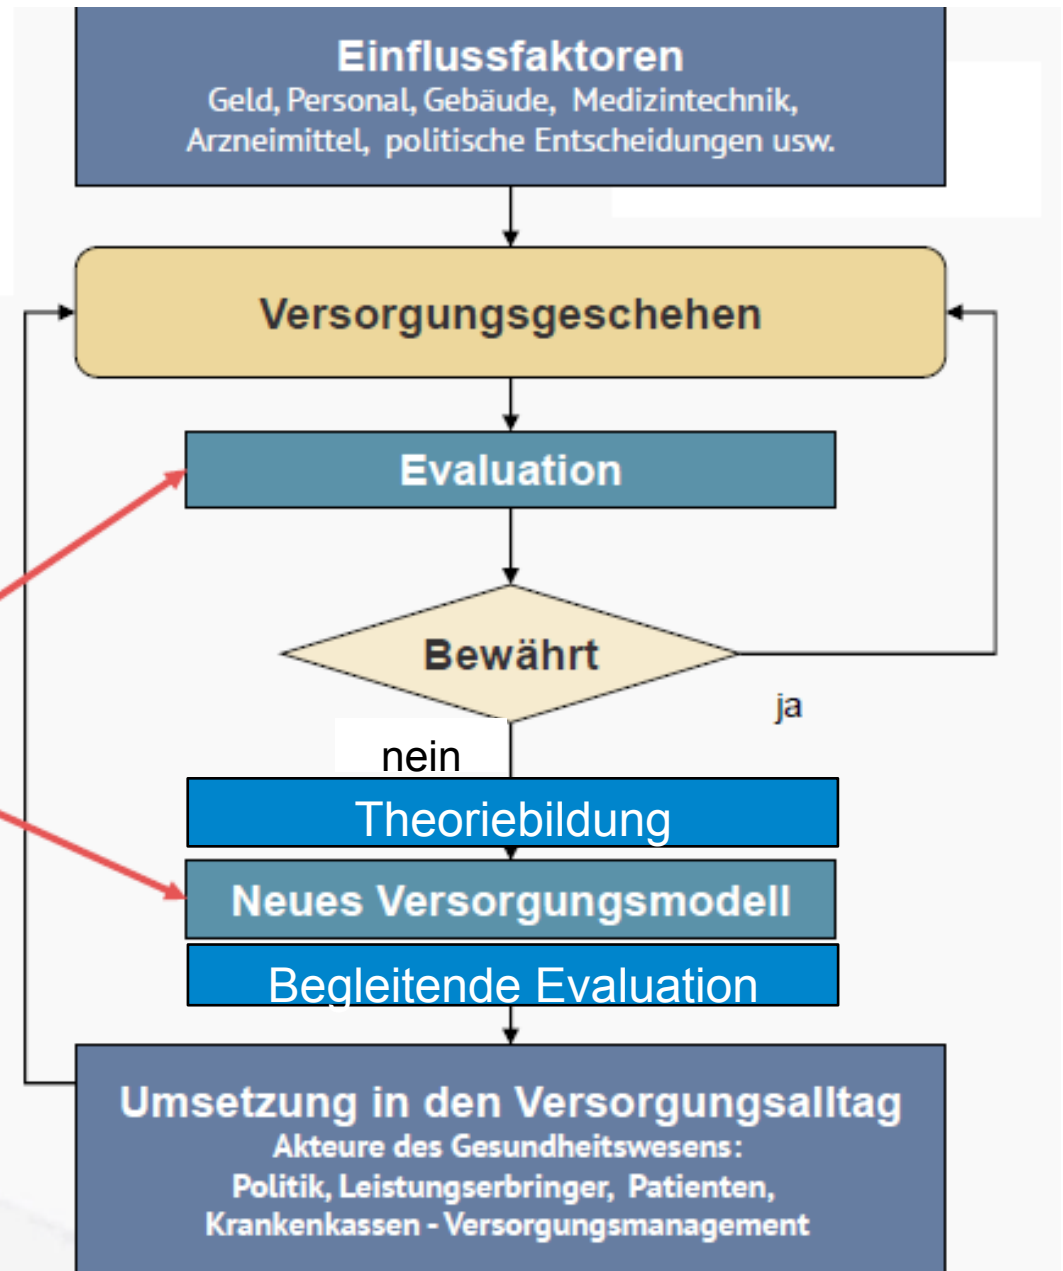 Einflussfaktoren
Geld, Personal, Gebäude, Medizintechnik,
Arzneimittel, politische Entscheidungen usw.
Versorgungsgeschehen
Evaluation
Bewährt
ja
nein
Theoriebildung
Neues Versorgungsmodell
Begleitende Evaluation
Umsetzung in den Versorgungsalltag
Akteure des Gesundheitswesens:
Politik, Leistungserbringer, Patienten,
Krankenkassen - Versorgungsmanagement